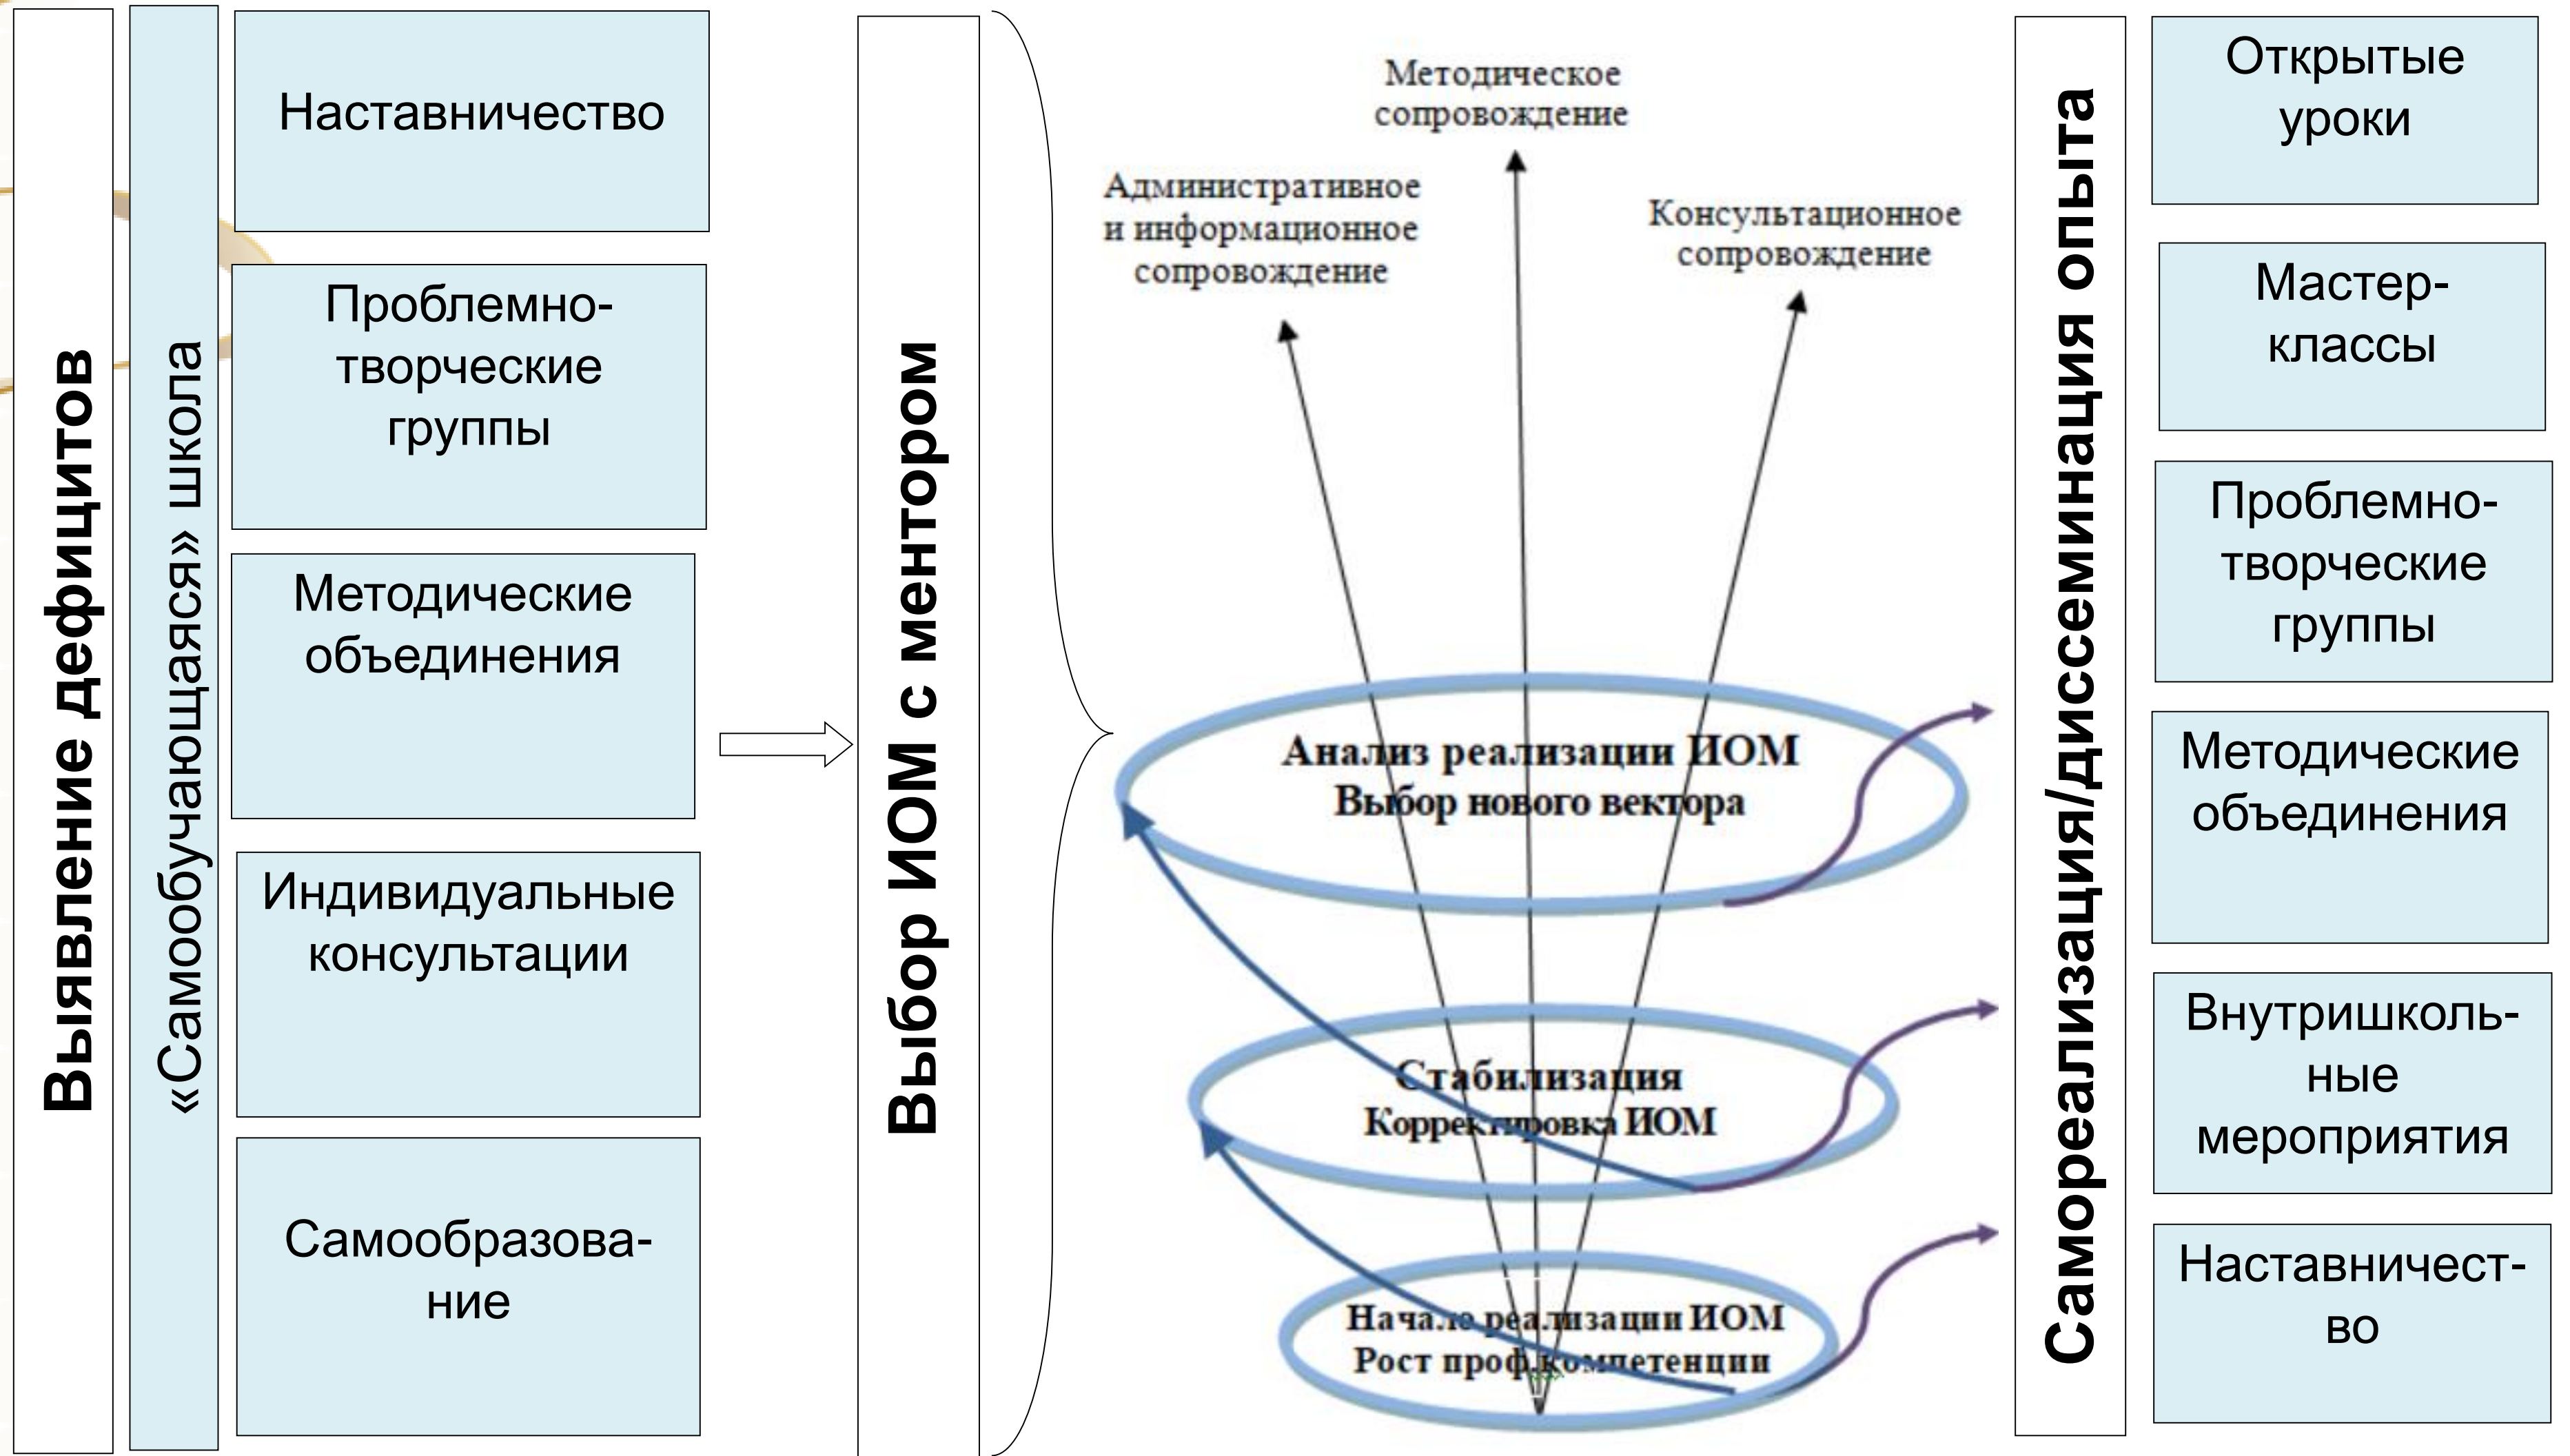 Выявление дефицитов
«Самообучающаяся» школа
Наставничество
Проблемно-
творческие
группы
Методические
объединения
Индивидуальные
консультации
Самообразова-
ние
Выбор ИОМ с ментором
Методическое
сопровождение
Административное
и информационное
сопровождение
Консультационное
сопровождение
Анализ реализации ИОМ
Выбор нового вектора
Стабилизация
Корректировка ИОМ
Начало реализации ИОМ
Рост проф.компетенции
Самореализация/диссеминация опыта
Открытые
уроки
Мастер-
классы
Проблемно-
творческие
группы
Методические
объединения
Внутришколь-
ные
мероприятия
Наставничест-
во